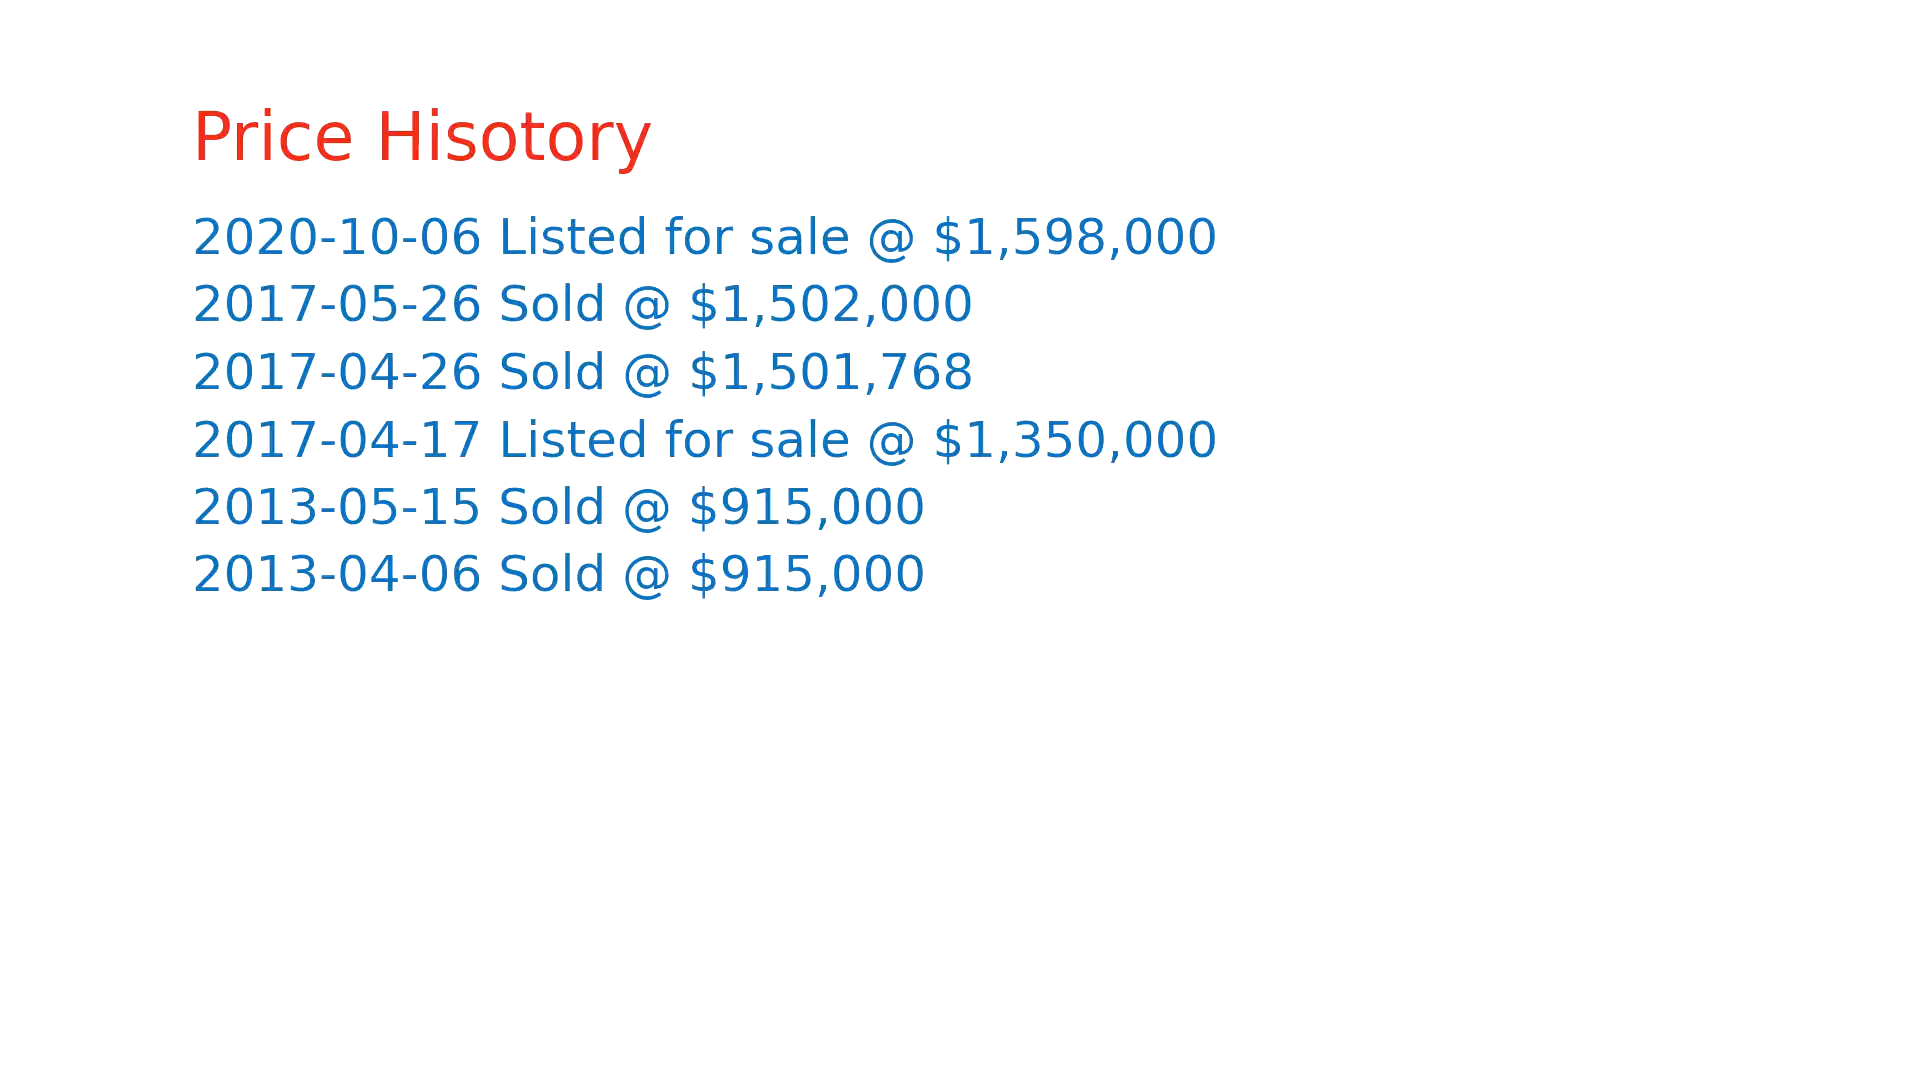 Price Hisotory
2020-10-06 Listed for sale @ $1,598,000
2017-05-26 Sold @ $1,502,000
2017-04-26 Sold @ $1,501,768
2017-04-17 Listed for sale @ $1,350,000
2013-05-15 Sold @ $915,000
2013-04-06 Sold @ $915,000